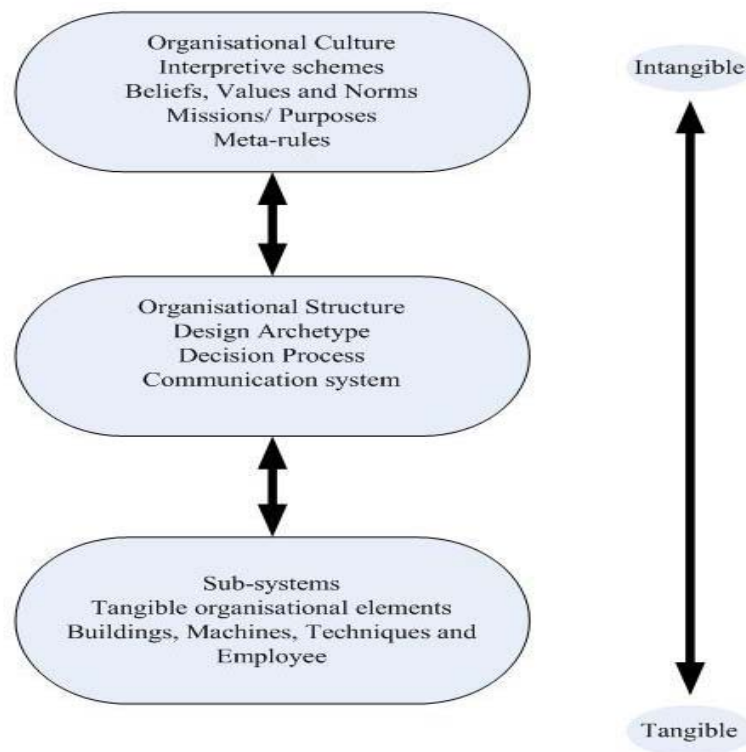 Organisational Culture
Interpretive schemes
Beliefs, Values and Norms
Missions/ Purposes
Meta-rules
Intangible
Organisational Structure
Design Archetype
Decision Process
Communication system
Sub-systems
Tangible organisational elements
Buildings, Machines, Techniques and
Employee
Tangible